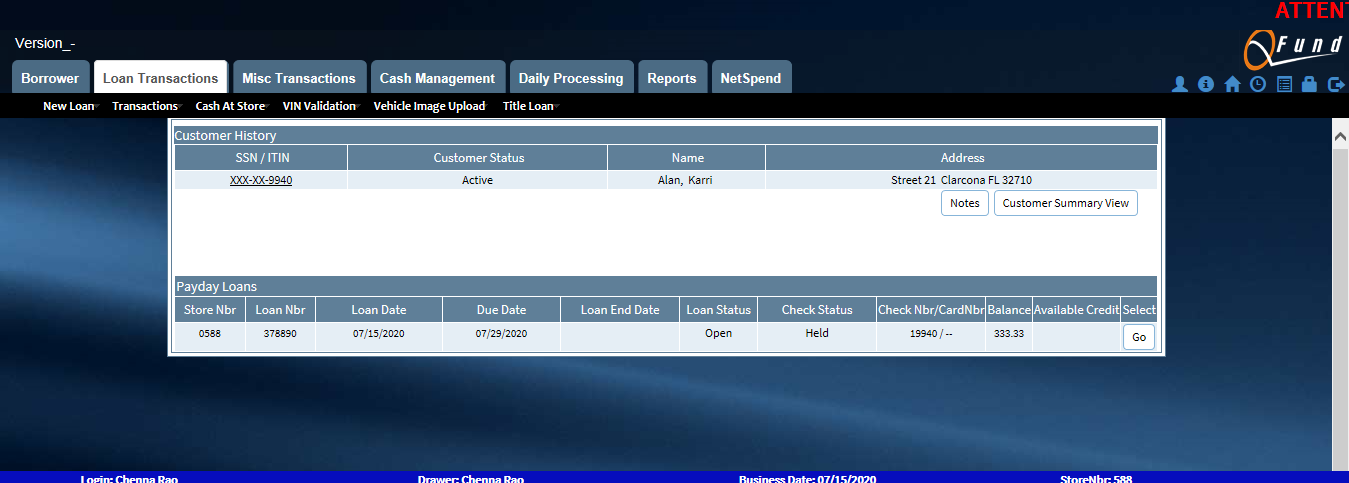 ATTEN
Version_-
QFund
Borrower Loan Transactions Misc Transactions Cash Management Daily Processing Reports NetSpend
New Loan Transactions Cash At Store VIN Validation Vehicle Image Upload Title Loan
Customer History
SSN / ITIN Customer Status Name Address
XXX-XX-9940 Active Alan, Karri Street 21 Clarcona FL 32710
Notes Customer Summary View
Payday Loans
Store Nbr Loan Nbr Loan Date Due Date Loan End Date Loan Status Check Status Check Nbr/CardNbr Balance Available Credit Select
0588 378890 07/15/2020 07/29/2020 Open Held 19940 / -- 333.33 Go
Login: Chenna Rao Drawer: Chenna Rao Business Date: 07/15/2020 StoreNbr: 588